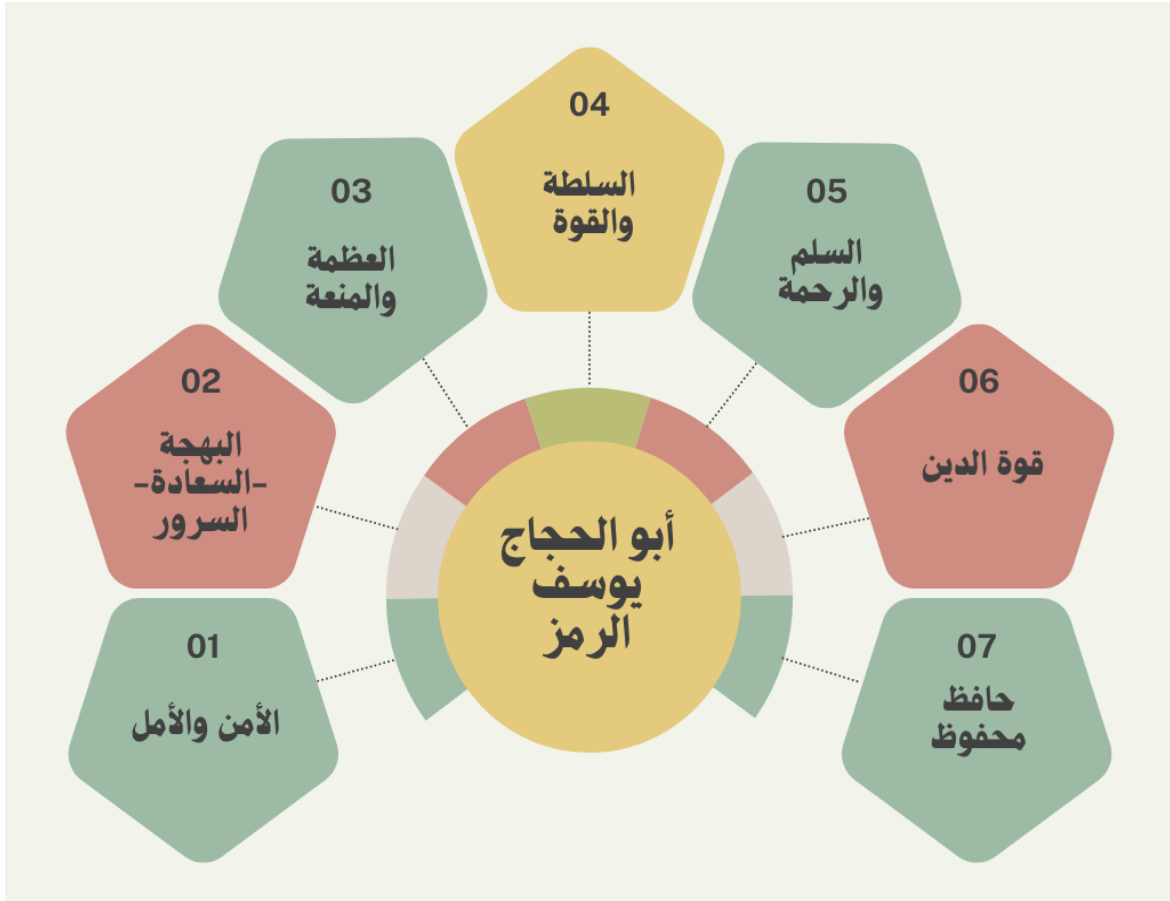 أبو الحجاج
يوسف
الرمز
01
الأمن والأمل
02
البهجة
-السعادة-
السرور
03
العظمة
والمنعة
04
السلطة
والقوة
05
السلم
والرحمة
06
قوة الدين
07
حافظ
محفوظ